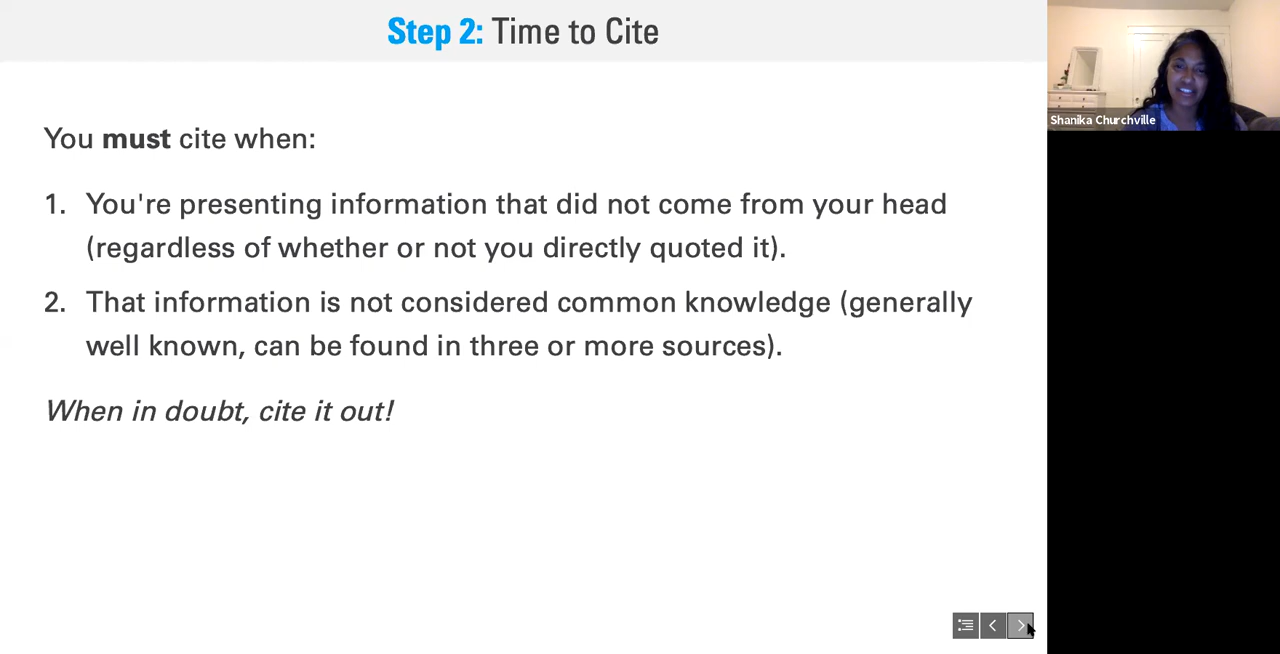 Step 2: Time to Cite
Shanika Churchville
You must cite when:
1. You're presenting information that did not come from your head
(regardless of whether or not you directly quoted it).
2. That information is not considered common knowledge (generally
well known, can be found in three or more sources).
When in doubt, cite it out!